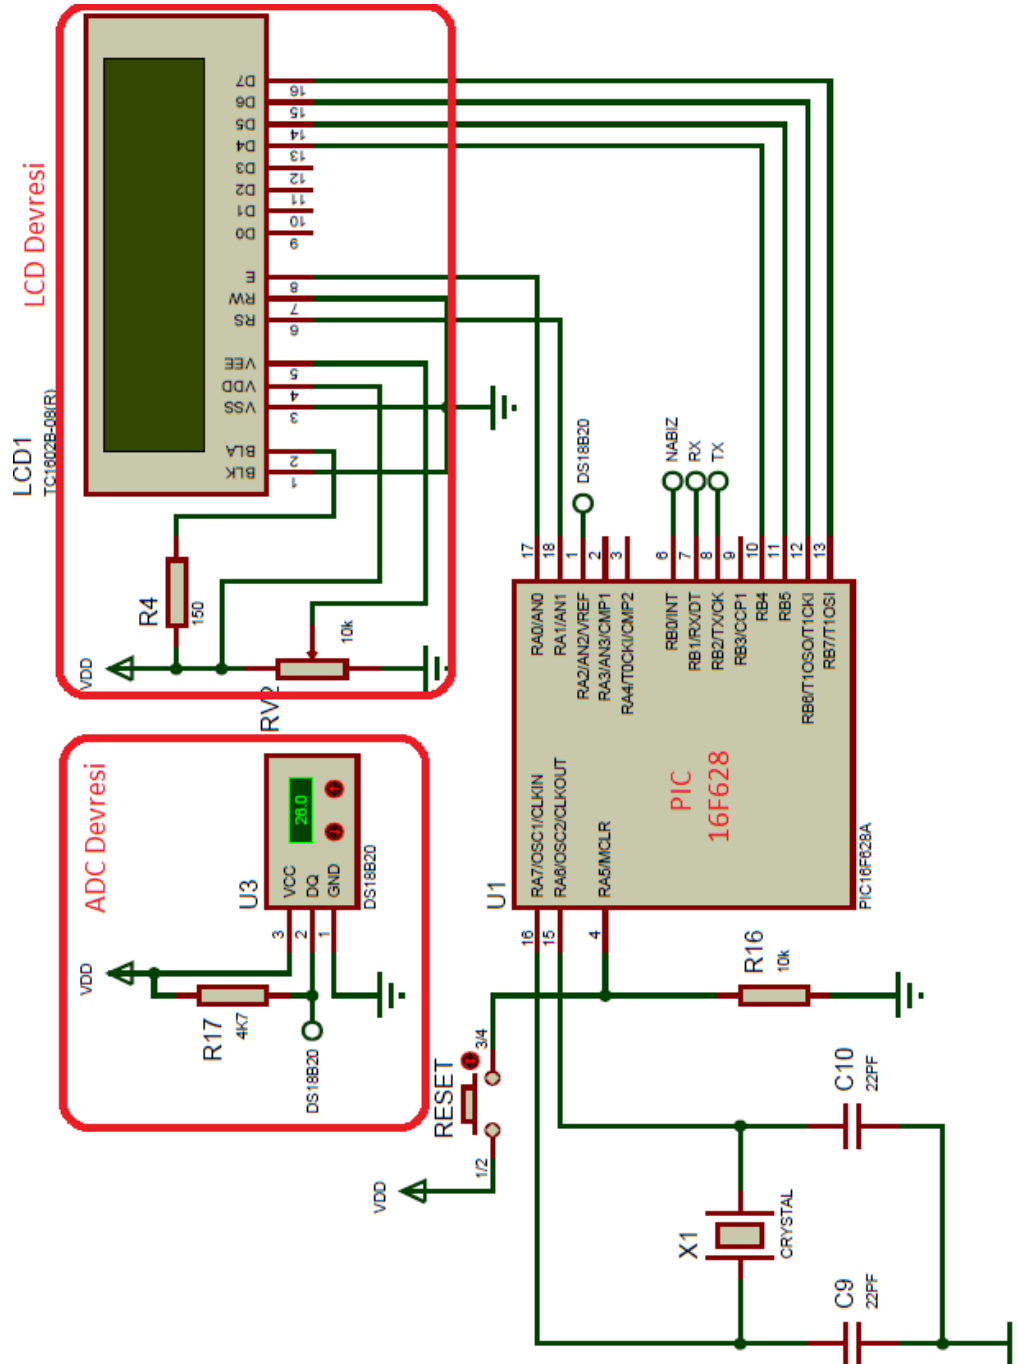 LCD Devresi
LCD1
TC1602B-08(R)
D7
D6
D5
D4
D3
D2
D1
D0
E
RW
RS
VEE
VDD
VSS
BLA
BLK
16
15
14
13
12
11
10
9
8
7
6
5
4
3
2
1
R4
150
VDD
10k
RV2
ADC Devresi
VDD
U3
26.0
VCC
DQ
GND
DS18B20
3
2
1
R17
4K7
DS18B20
DS18B20
NABIZ
RX
TX
17
18
1
2
3
6
7
8
9
10
11
12
13
RA0/AN0
RA1/AN1
RA2/AN2/VREF
RA3/AN3/CMP1
RA4/T0CKI/CMP2
RB0/INT
RB1/RX/DT
RB2/TX/CK
RB3/CCP1
RB4
RB5
RB6/T1OSO/T1CKI
RB7/T1OSI
PIC
16F628
RA7/OSC1/CLKIN
RA6/OSC2/CLKOUT
RA5/MCLR
U1
PIC16F628A
16
15
4
R16
10k
RESET
3/4
1/2
VDD
X1
CRYSTAL
C10
22PF
C9
22PF